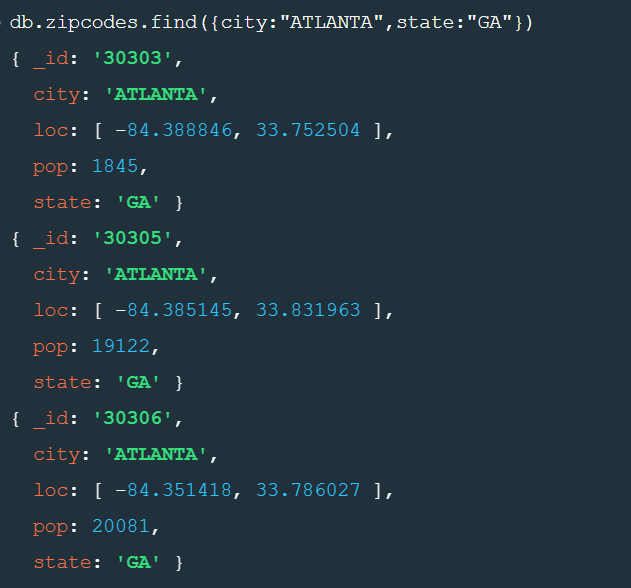 db.zipcodes.find({city:"ATLANTA",state:"GA"})
{ _id: '30303',
  city: 'ATLANTA',
  loc: [ -84.388846, 33.752504 ],
  pop: 1845,
  state: 'GA' }
{ _id: '30305',
  city: 'ATLANTA',
  loc: [ -84.385145, 33.831963 ],
  pop: 19122,
  state: 'GA' }
{ _id: '30306',
  city: 'ATLANTA',
  loc: [ -84.351418, 33.786027 ],
  pop: 20081,
  state: 'GA' }